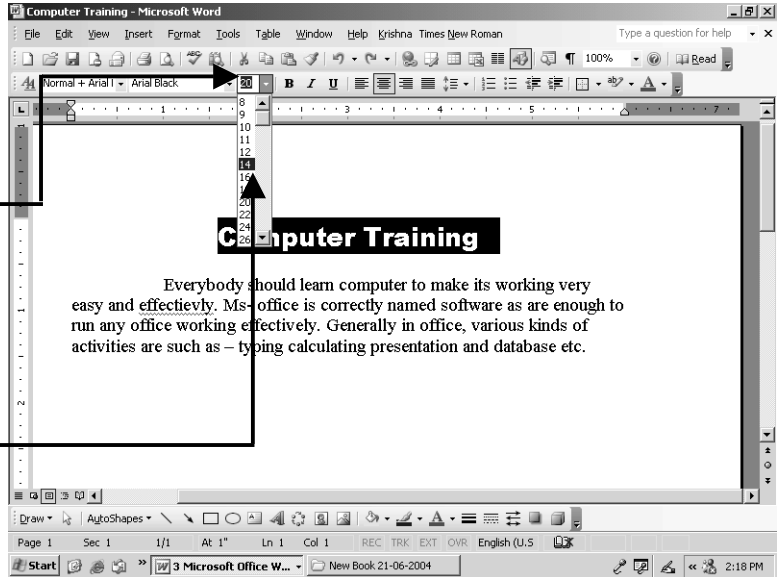 Computer Training - Microsoft Word
File Edit View Insert Format Tools Table Window Help Krishna Times New Roman Type a question for help
100% Read
Normal + Arial l Arial Black 20 B I U
1 3 4 5 7
8
9
10
11
12
14
16
20
22
24
26
Computer Training
Everybody should learn computer to make its working very
easy and effectievly. Ms- office is correctly named software as are enough to
run any office working effectively. Generally in office, various kinds of
activities are such as – typing calculating presentation and database etc.
Draw AutoShapes
Page 1 Sec 1 1/1 At 1" Ln 1 Col 1 REC TRK EXT OVR English (U.S
Start 3 Microsoft Office W... New Book 21-06-2004 2:18 PM